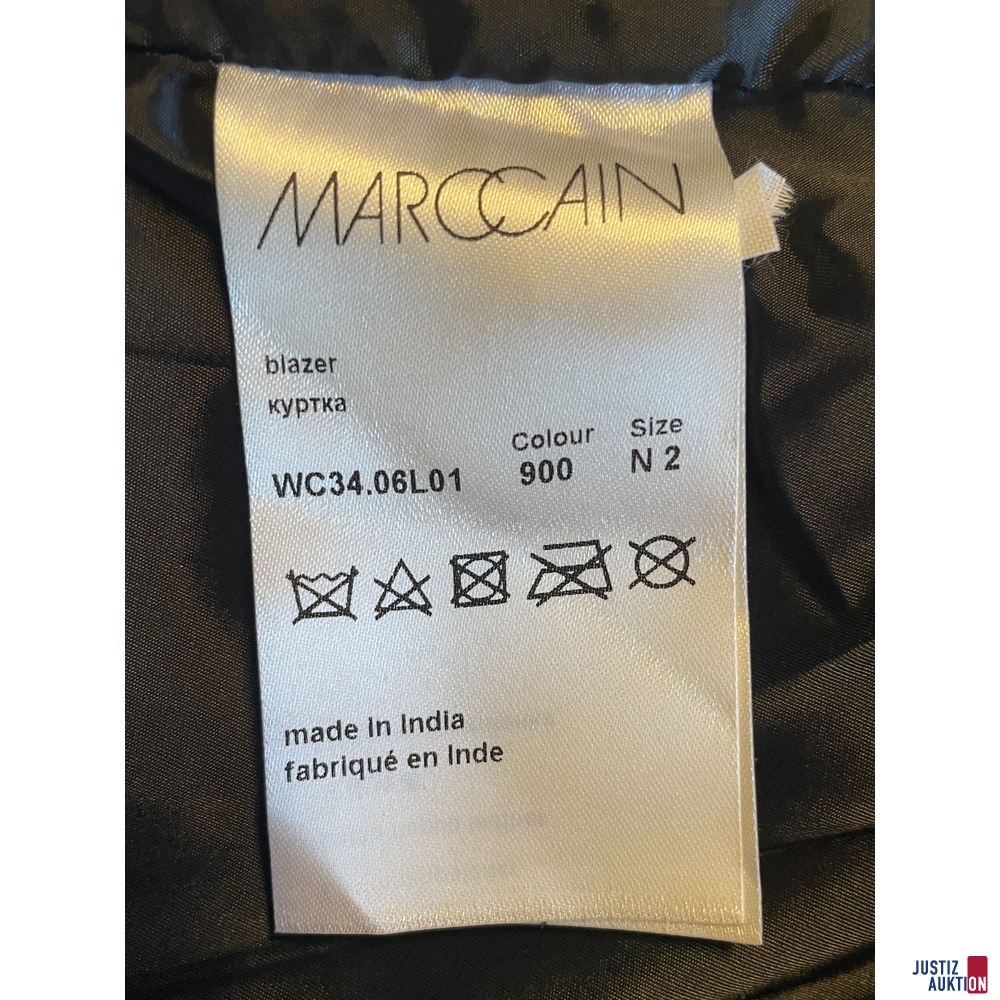 MARCCAIN
blazer
куртка
Colour Size
WC34.06L01 900 N 2
made in India
fabriqué en Inde
JUSTIZ
AUKTION